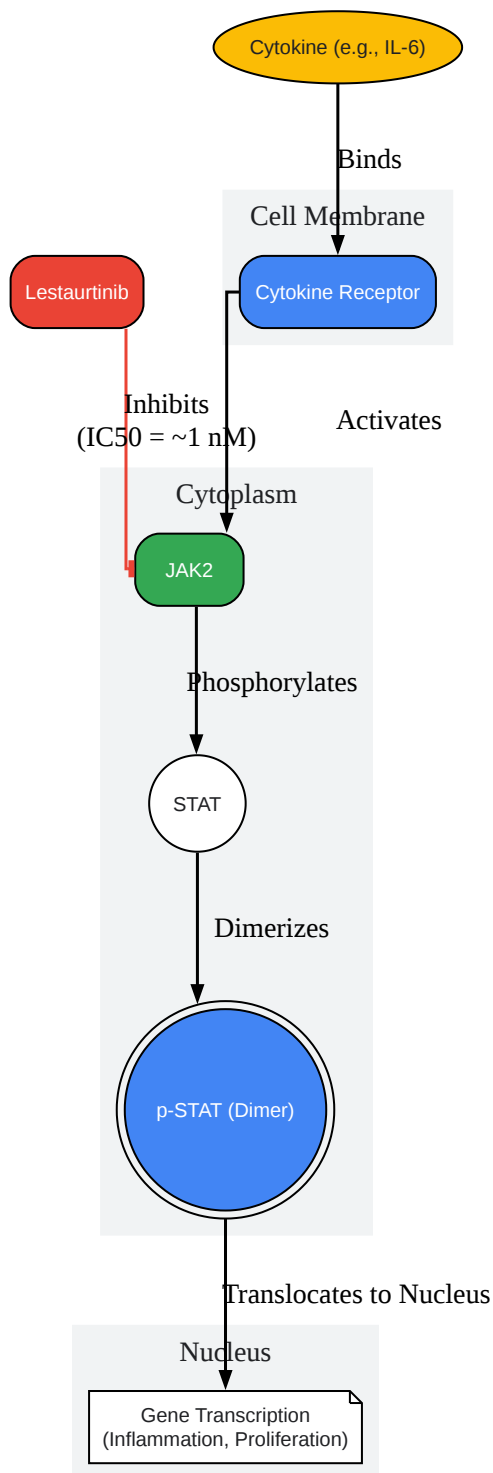 Cytokine (e.g., IL-6)
Binds
Cell Membrane
Lestaurtinib
Cytokine Receptor
Inhibits
(IC50 = ~1 nM)
Activates
Cytoplasm
JAK2
Phosphorylates
STAT
Dimerizes
p-STAT (Dimer)
Translocates to Nucleus
Nucleus
Gene Transcription
(Inflammation, Proliferation)